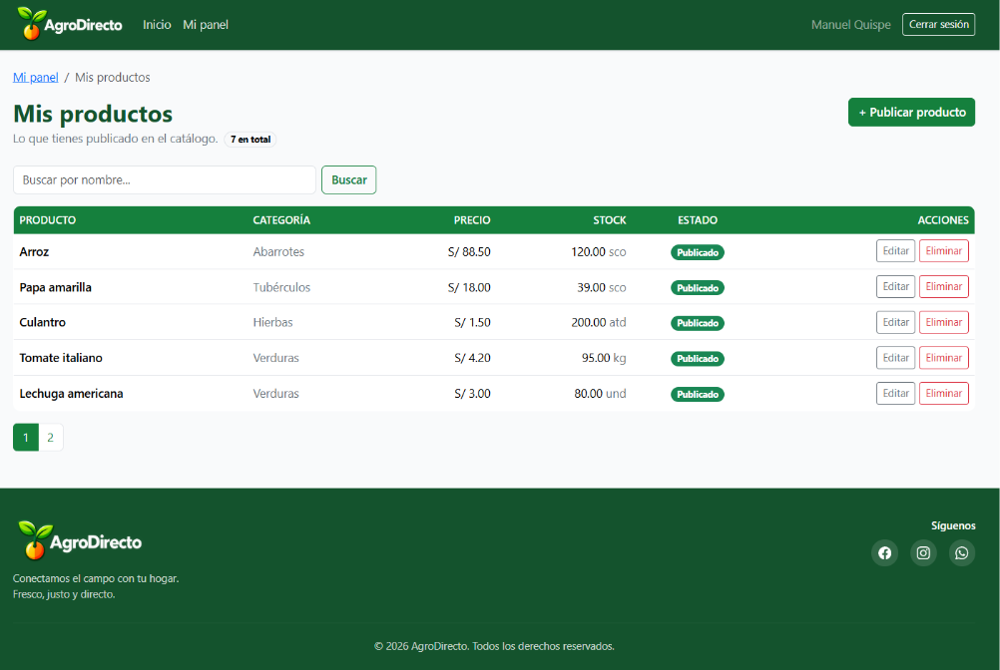 AgroDirecto Inicio Mi panel Manuel Quispe Cerrar sesión
Mi panel / Mis productos
Mis productos
+ Publicar producto
Lo que tienes publicado en el catálogo. 7 en total
Buscar por nombre... Buscar
PRODUCTO CATEGORÍA PRECIO STOCK ESTADO ACCIONES
Arroz Abarrotes S/ 88.50 120.00 sco Publicado Editar Eliminar
Papa amarilla Tubérculos S/ 18.00 39.00 sco Publicado Editar Eliminar
Culantro Hierbas S/ 1.50 200.00 atd Publicado Editar Eliminar
Tomate italiano Verduras S/ 4.20 95.00 kg Publicado Editar Eliminar
Lechuga americana Verduras S/ 3.00 80.00 und Publicado Editar Eliminar
1 2
Síguenos
AgroDirecto
Conectamos el campo con tu hogar.
Fresco, justo y directo.
© 2026 AgroDirecto. Todos los derechos reservados.